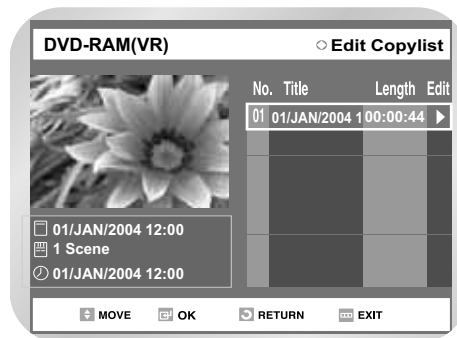 DVD-RAM(VR) Edit Copylist
No. Title Length Edit
01 01/JAN/2004 1 00:00:44
01/JAN/2004 12:00
1 Scene
01/JAN/2004 12:00
MOVE OK RETURN EXIT